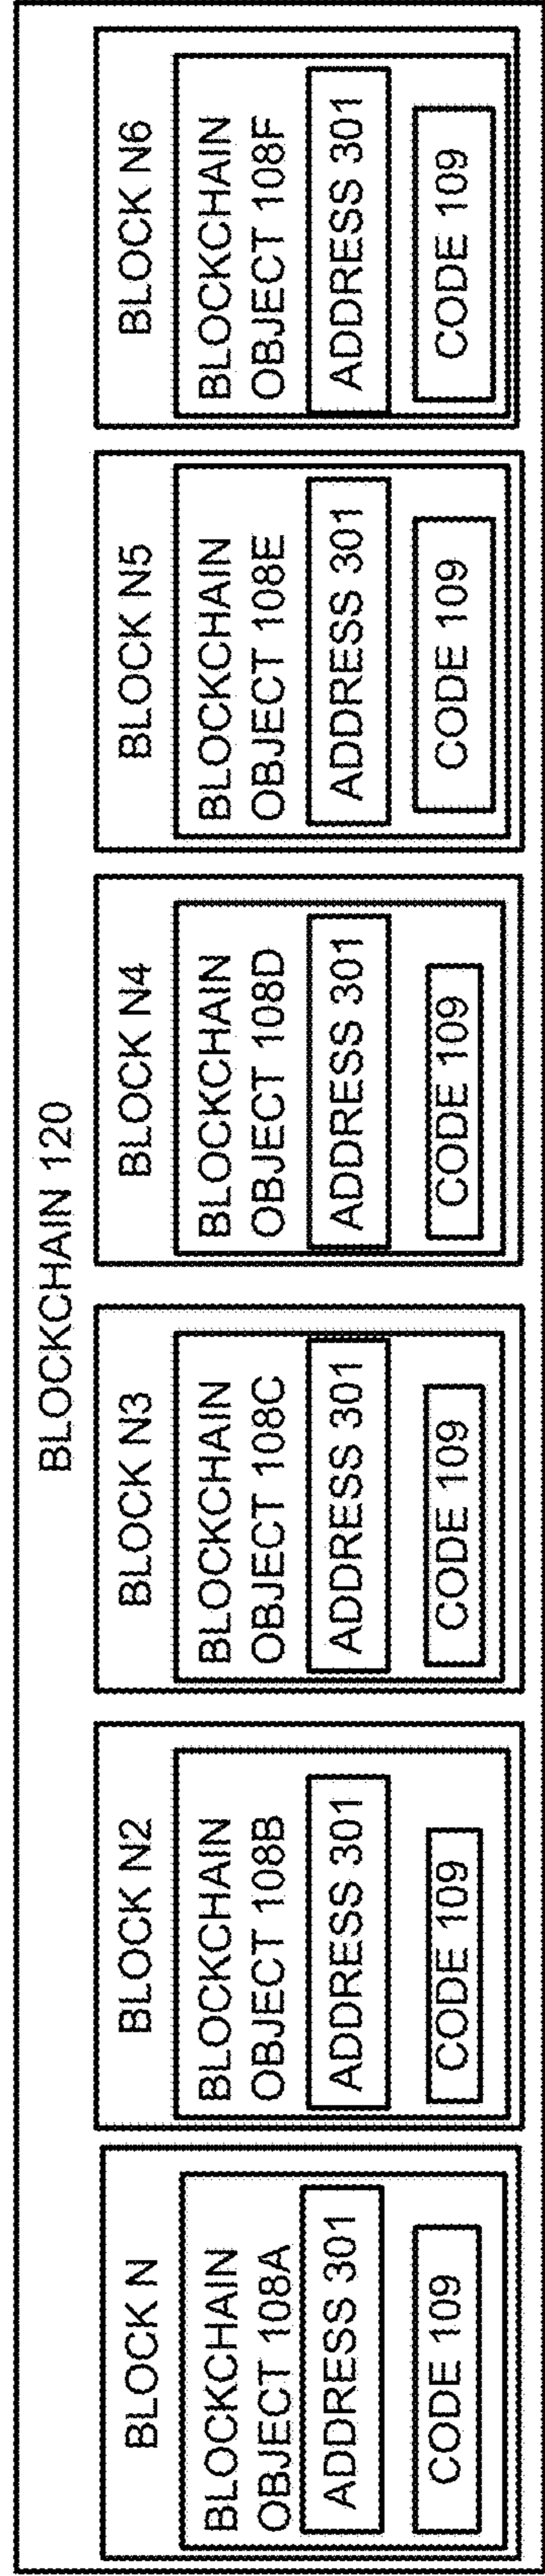 BLOCKCHAIN 120
BLOCK N
BLOCKCHAIN
OBJECT 108A
ADDRESS 301
CODE 109
BLOCK N2
BLOCKCHAIN
OBJECT 108B
ADDRESS 301
CODE 109
BLOCK N3
BLOCKCHAIN
OBJECT 108C
ADDRESS 301
CODE 109
BLOCK N4
BLOCKCHAIN
OBJECT 108D
ADDRESS 301
CODE 109
BLOCK N5
BLOCKCHAIN
OBJECT 108E
ADDRESS 301
CODE 109
BLOCK N6
BLOCKCHAIN
OBJECT 108F
ADDRESS 301
CODE 109